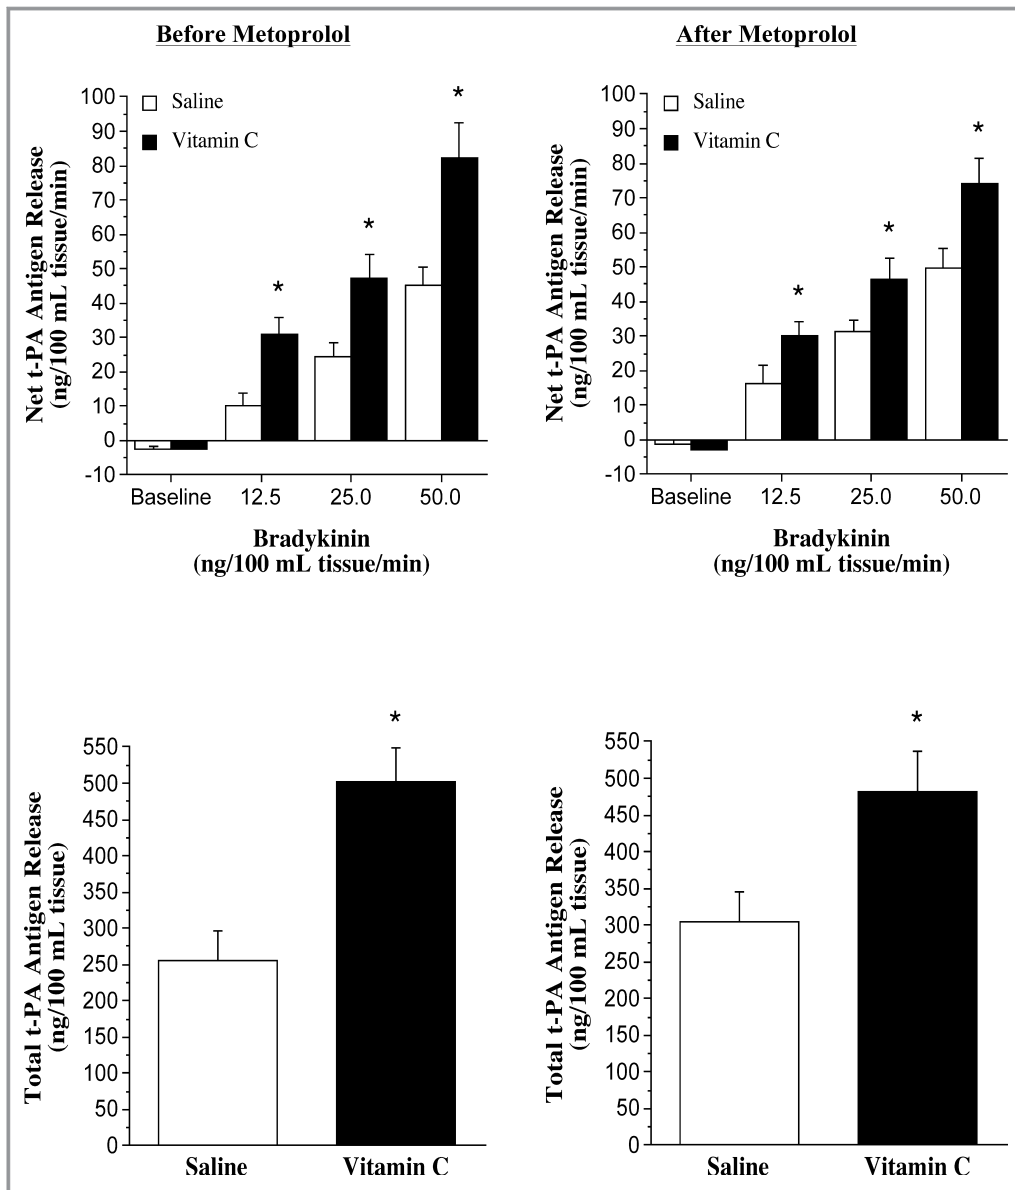 Before Metoprolol
After Metoprolol
Net t-PA Antigen Release
(ng/100 mL tissue/min)
100
90
80
70
60
50
40
30
20
10
0
-10
Saline
Vitamin C
*
*
*
Baseline
12.5
25.0
50.0
Bradykinin
(ng/100 mL tissue/min)
Net t-PA Antigen Release
(ng/100 mL tissue/min)
100
90
80
70
60
50
40
30
20
10
0
-10
Saline
Vitamin C
*
*
*
Baseline
12.5
25.0
50.0
Bradykinin
(ng/100 mL tissue/min)
Total t-PA Antigen Release
(ng/100 mL tissue)
550
500
450
400
350
300
250
200
150
100
50
0
*
Saline
Vitamin C
Total t-PA Antigen Release
(ng/100 mL tissue)
550
500
450
400
350
300
250
200
150
100
50
0
*
Saline
Vitamin C